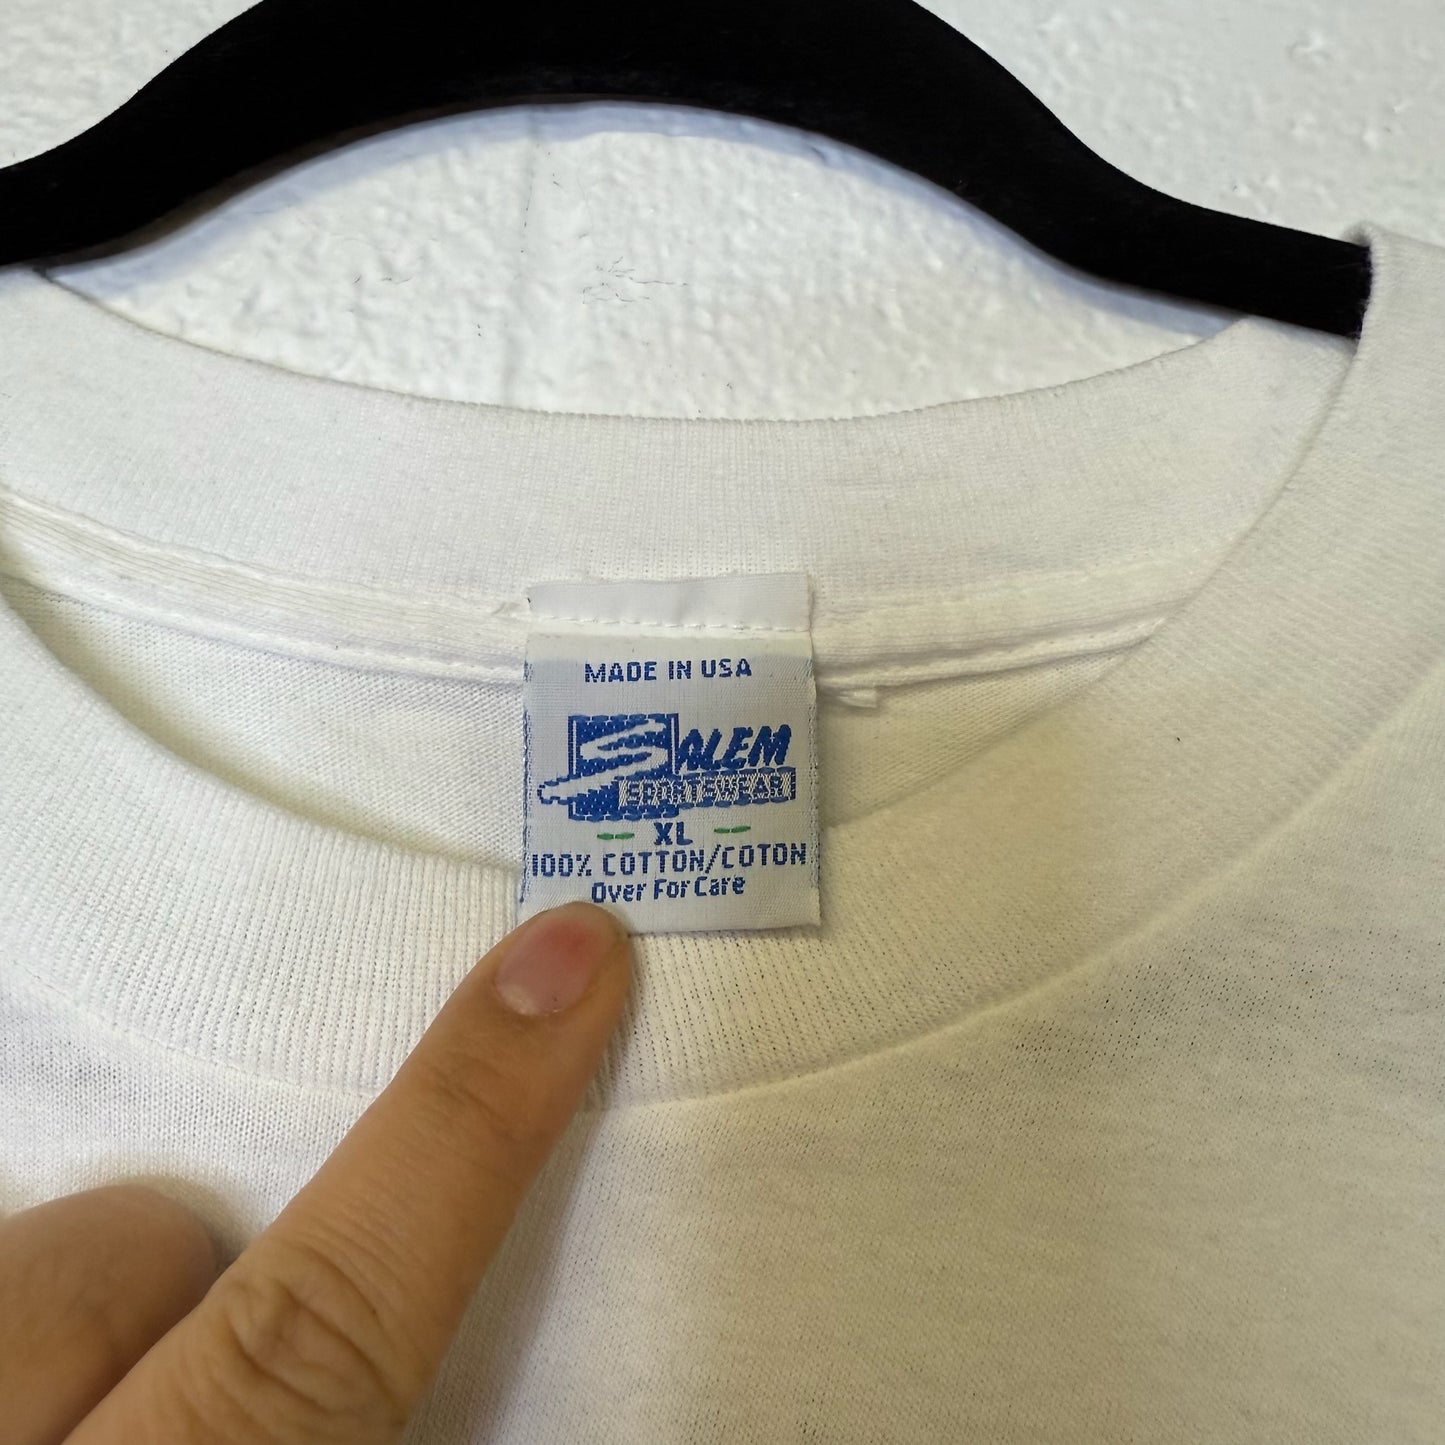 MADE IN USA
SALEM
SPORTSWEAR
XL
100% COTTON/COTON
Over For Care